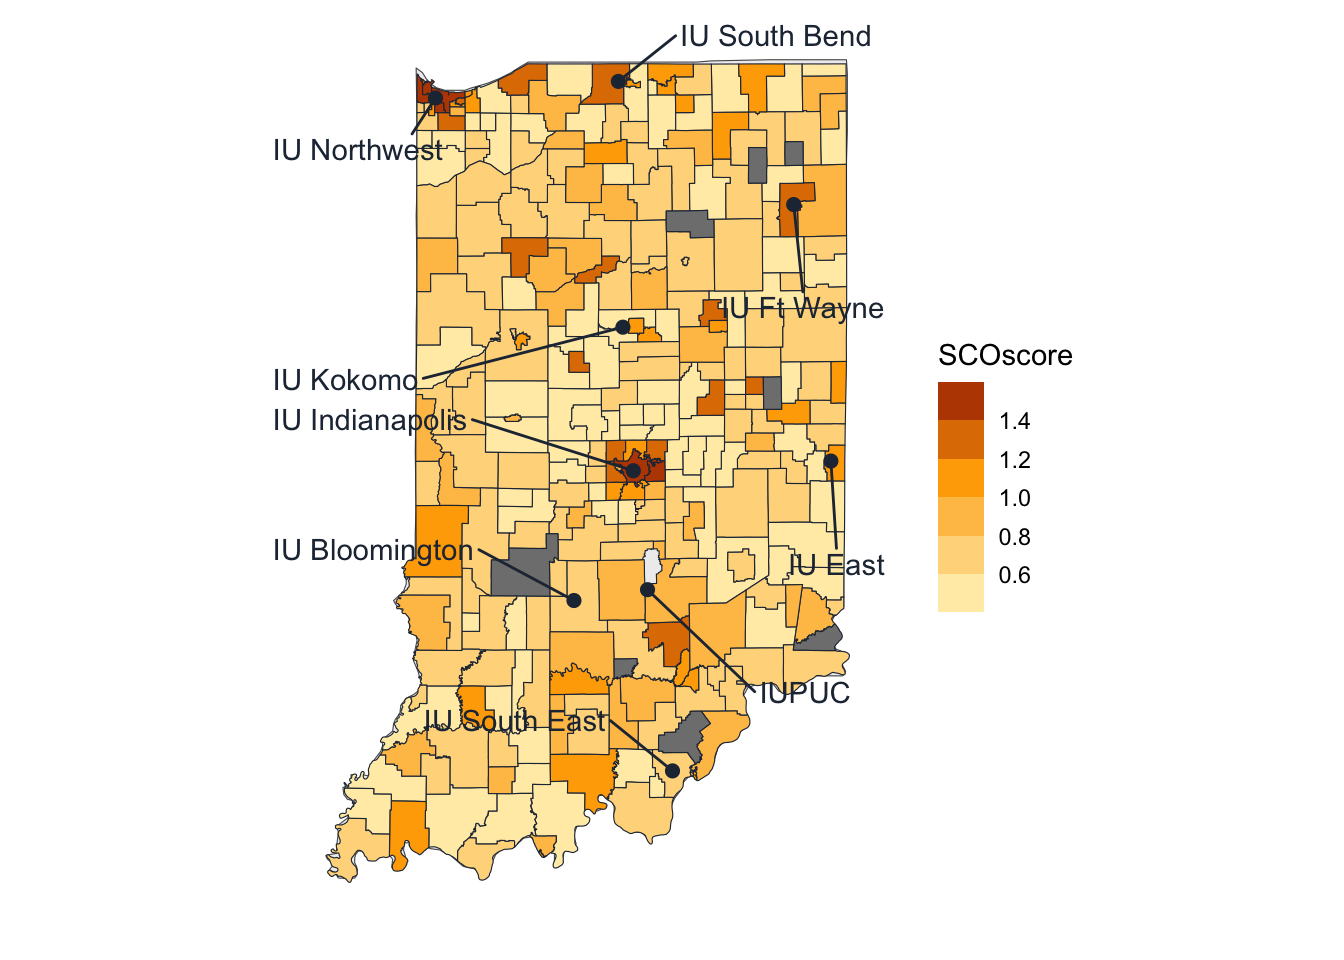 IU South Bend
IU Northwest
IU Ft Wayne
SCOscore
IU Kokomo
IU Indianapolis
1.4
1.2
1.0
0.8
0.6
IU Bloomington
IU East
IUPUC
IU South East